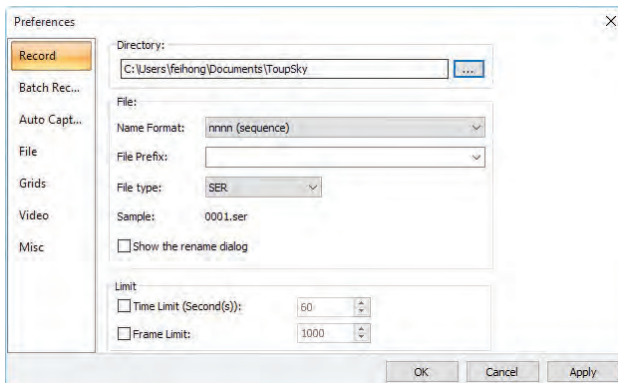 Preferences
Record
Batch Rec...
Auto Capt...
File
Grids
Video
Misc
Directory:
C:\Users\feihong\Documents\ToupSky
...
File:
Name Format: nnnn (sequence)
File Prefix:
File type: SER
Sample: 0001.ser
Show the rename dialog
Limit
Time Limit (Second(s)): 60
Frame Limit: 1000
OK Cancel Apply